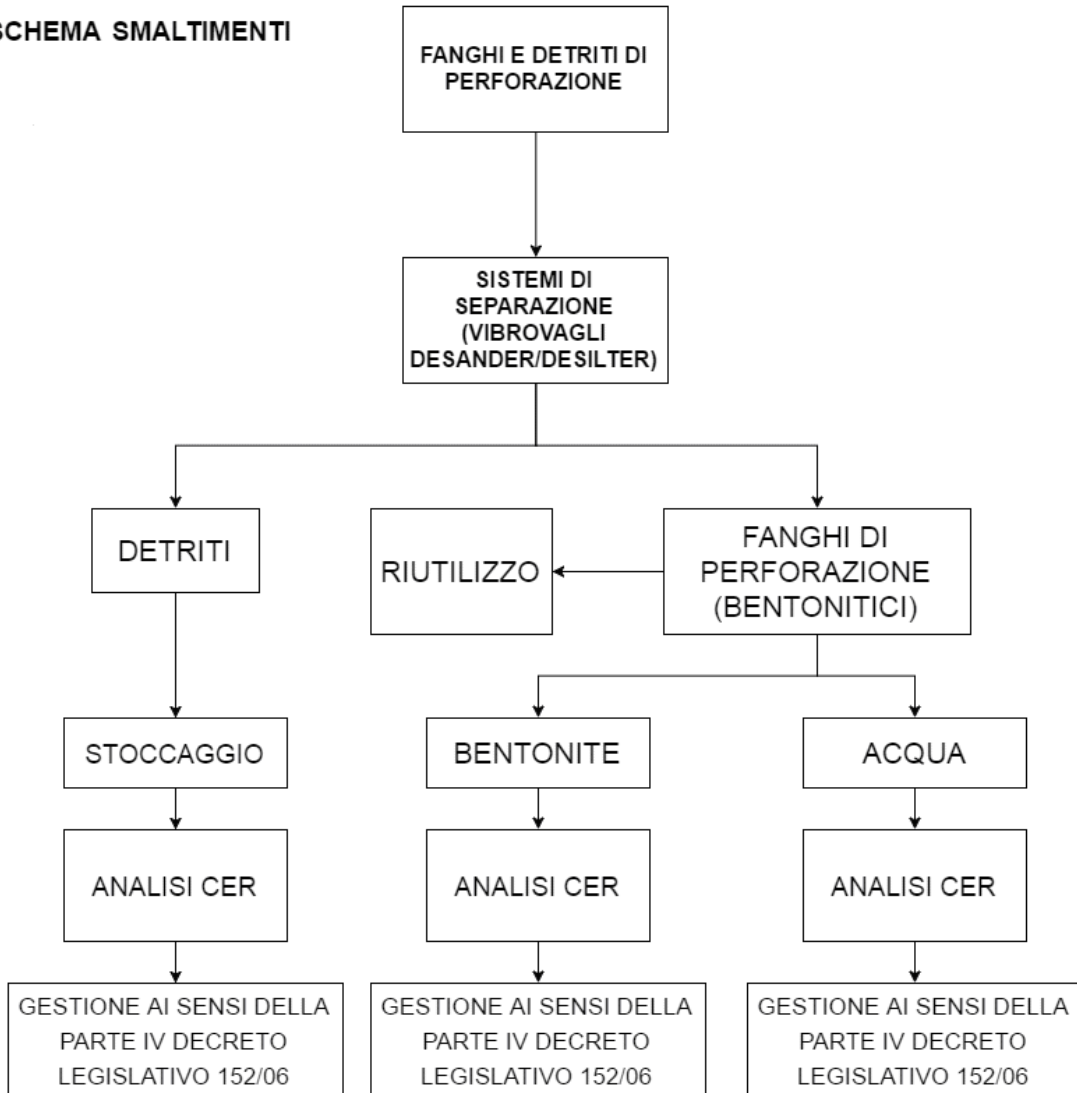 SCHEMA SMALTIMENTI
FANGHI E DETRITI DI
PERFORAZIONE
SISTEMI DI
SEPARAZIONE
(VIBROVAGLI
DESANDER/DESILTER)
DETRITI
RIUTILIZZO
FANGHI DI
PERFORAZIONE
(BENTONITICI)
STOCCAGGIO
BENTONITE
ACQUA
ANALISI CER
ANALISI CER
ANALISI CER
GESTIONE AI SENSI DELLA
PARTE IV DECRETO
LEGISLATIVO 152/06
GESTIONE AI SENSI DELLA
PARTE IV DECRETO
LEGISLATIVO 152/06
GESTIONE AI SENSI DELLA
PARTE IV DECRETO
LEGISLATIVO 152/06